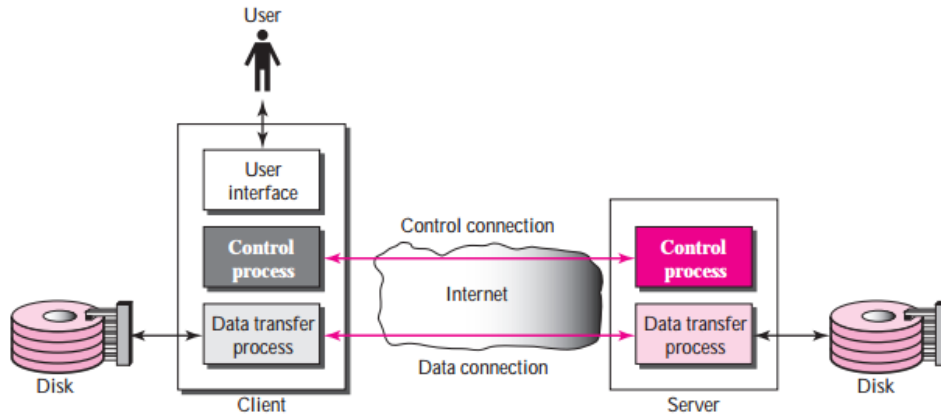 User
User
interface
Control connection
Control
process
Control
process
Internet
Data transfer
process
Data transfer
process
Disk
Data connection
Disk
Client
Server